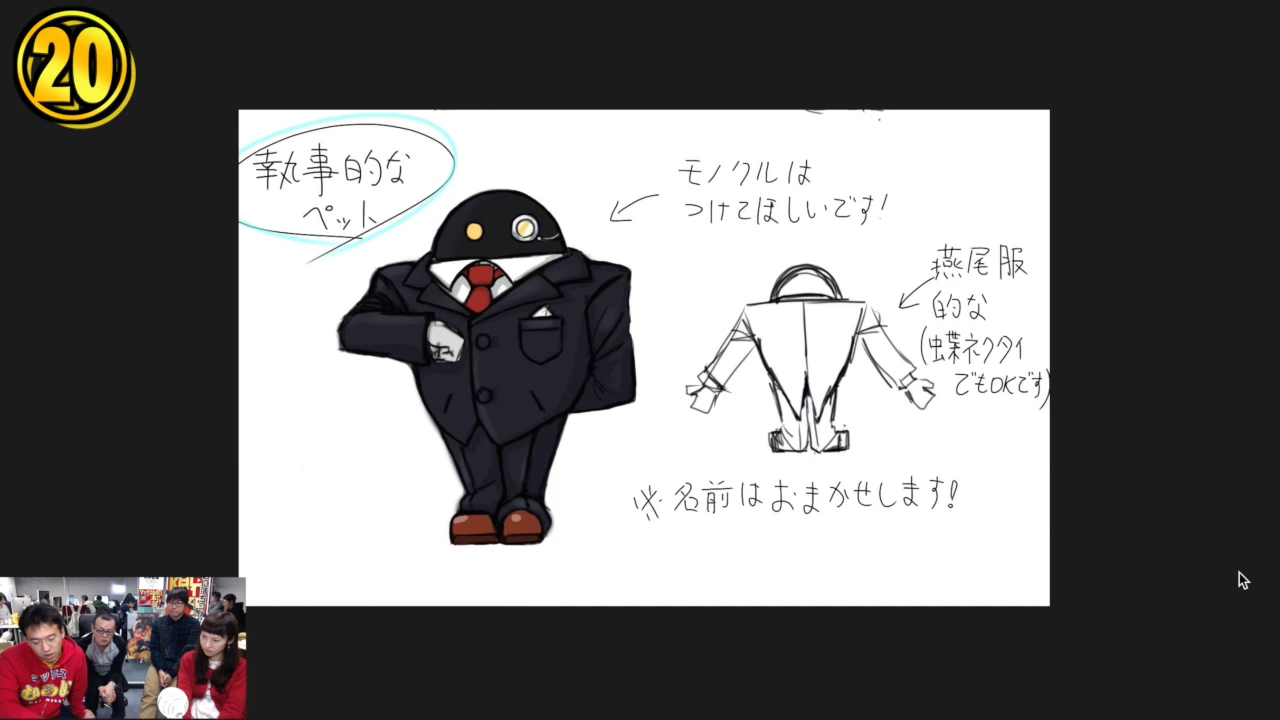 20
執事的な
ペット
モノクルは
つけてほしいです!
燕尾服
的な
(蝶ネクタイ
でもOKです)
※名前はおまかせします!